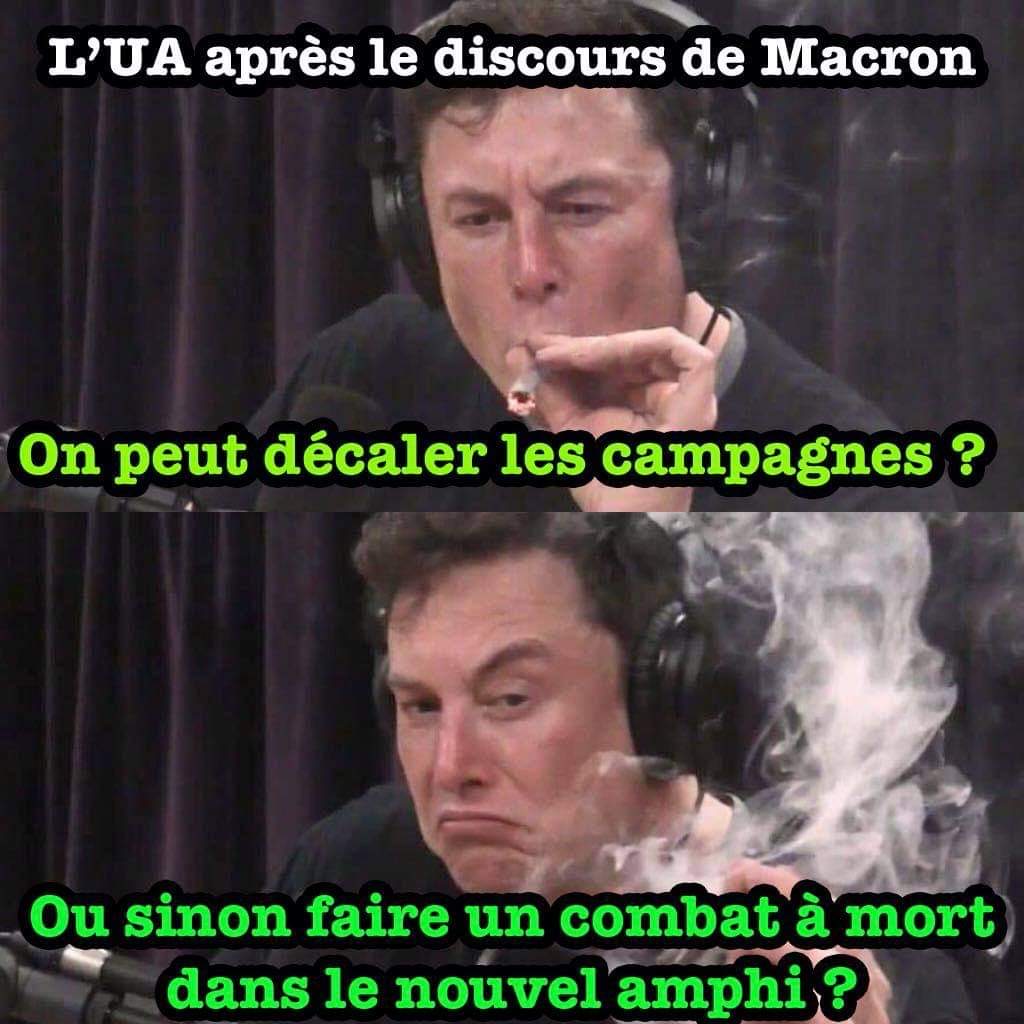 L’UA après le discours de Macron
On peut décaler les campagnes ?
Ou sinon faire un combat à mort
dans le nouvel amphi ?